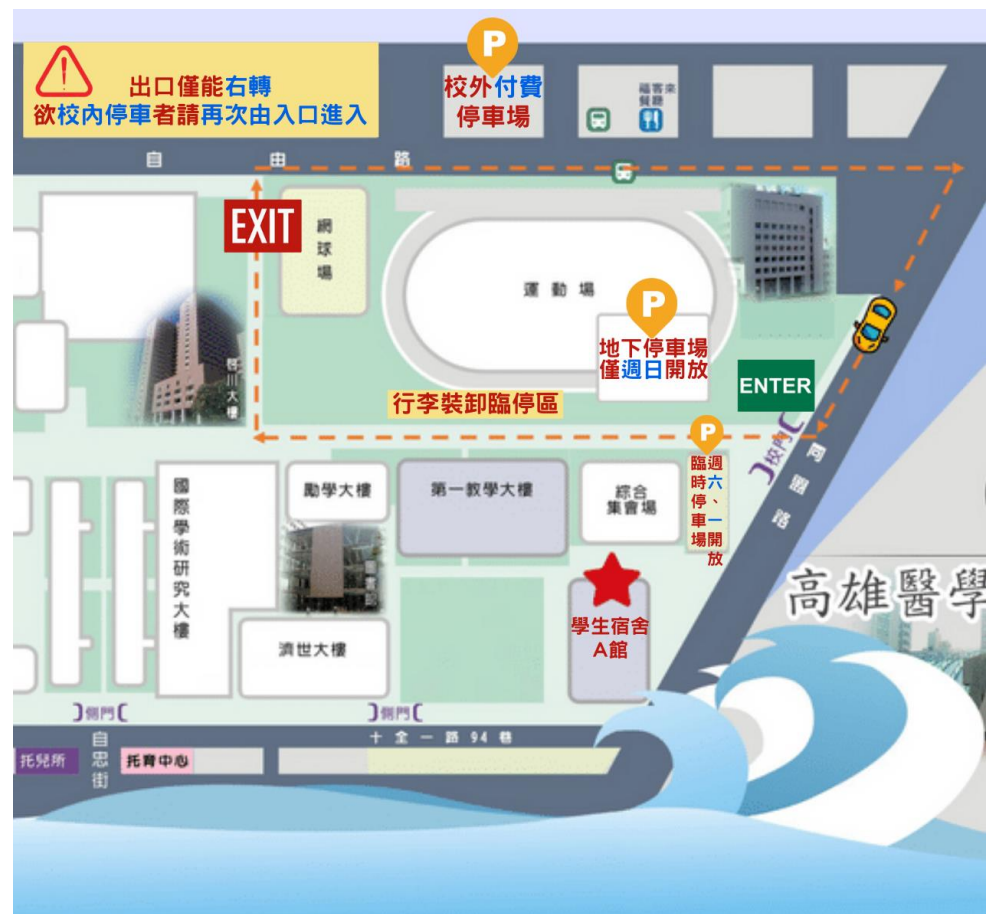 出口僅能右轉
欲校內停車者請再次由入口進入
P
校外付費
停車場
福客來
餐廳
自由路
EXIT
網球場
運動場
P
地下停車場
僅週日開放
ENTER
啓川大樓
行李裝卸臨停區
P
校門
同盟路
臨時停車場
週六、一開放
國際學術研究大樓
勵學大樓
第一教學大樓
綜合
集會場
圖書館
高雄醫學
學生宿舍
A館
濟世大樓
側門
側門
十全一路94巷
自忠街
托兒所
托育中心